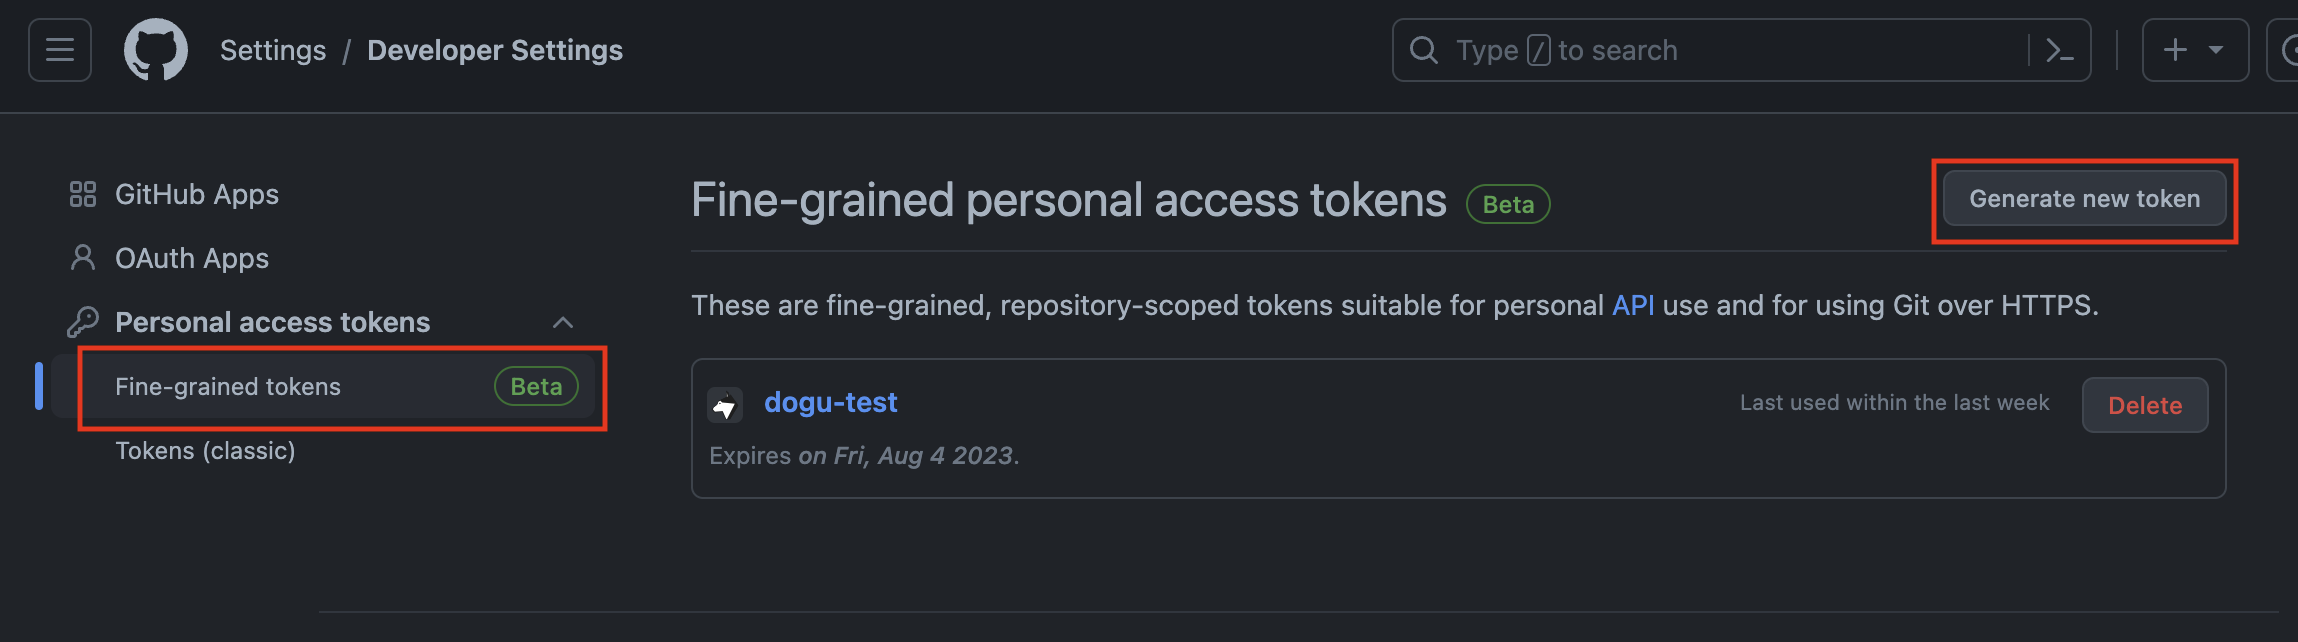 Settings / Developer Settings
Type / to search
GitHub Apps
OAuth Apps
Personal access tokens
Fine-grained tokens Beta
Tokens (classic)
Fine-grained personal access tokens Beta
Generate new token
These are fine-grained, repository-scoped tokens suitable for personal API use and for using Git over HTTPS.
dogu-test
Last used within the last week
Delete
Expires on Fri, Aug 4 2023.